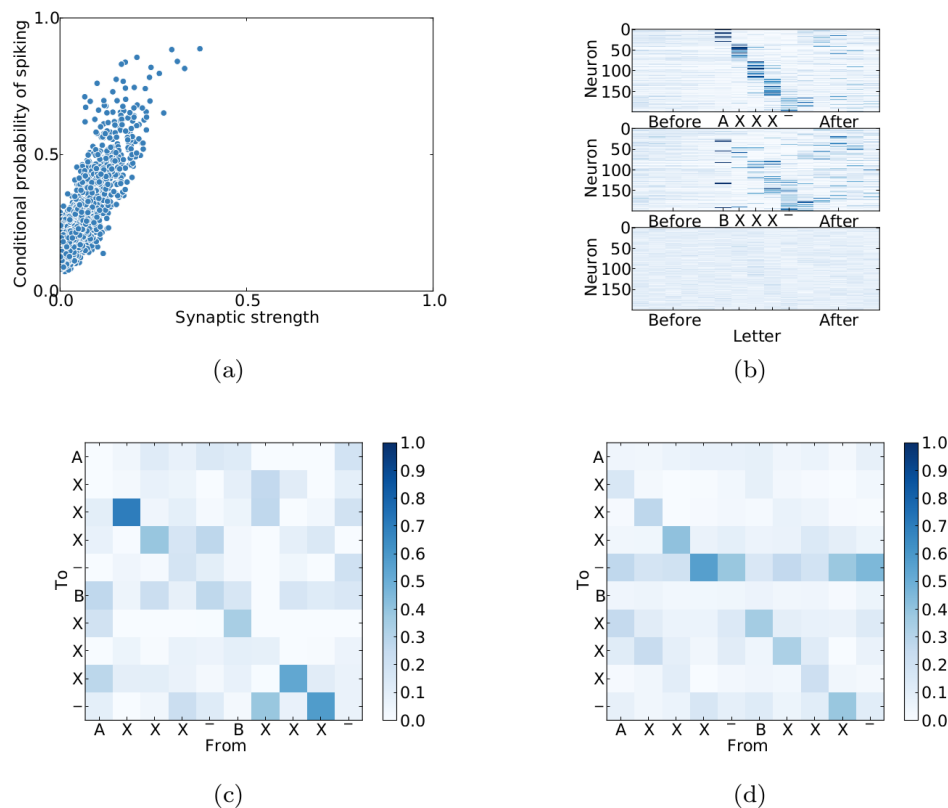 1.0
0.5
0.0
0.0 0.5 1.0
Conditional probability of spiking
Synaptic strength
(a)
0
50
100
150
Neuron
Before A X X X _ After
0
50
100
150
Neuron
Before B X X X _ After
0
50
100
150
Neuron
Before After
Letter
(b)
A
X
X
X
_
B
X
X
X
_
To
A X X X _ B X X X _
From
1.0
0.9
0.8
0.7
0.6
0.5
0.4
0.3
0.2
0.1
0.0
(c)
A
X
X
X
_
B
X
X
X
_
To
A X X X _ B X X X _
From
1.0
0.9
0.8
0.7
0.6
0.5
0.4
0.3
0.2
0.1
0.0
(d)